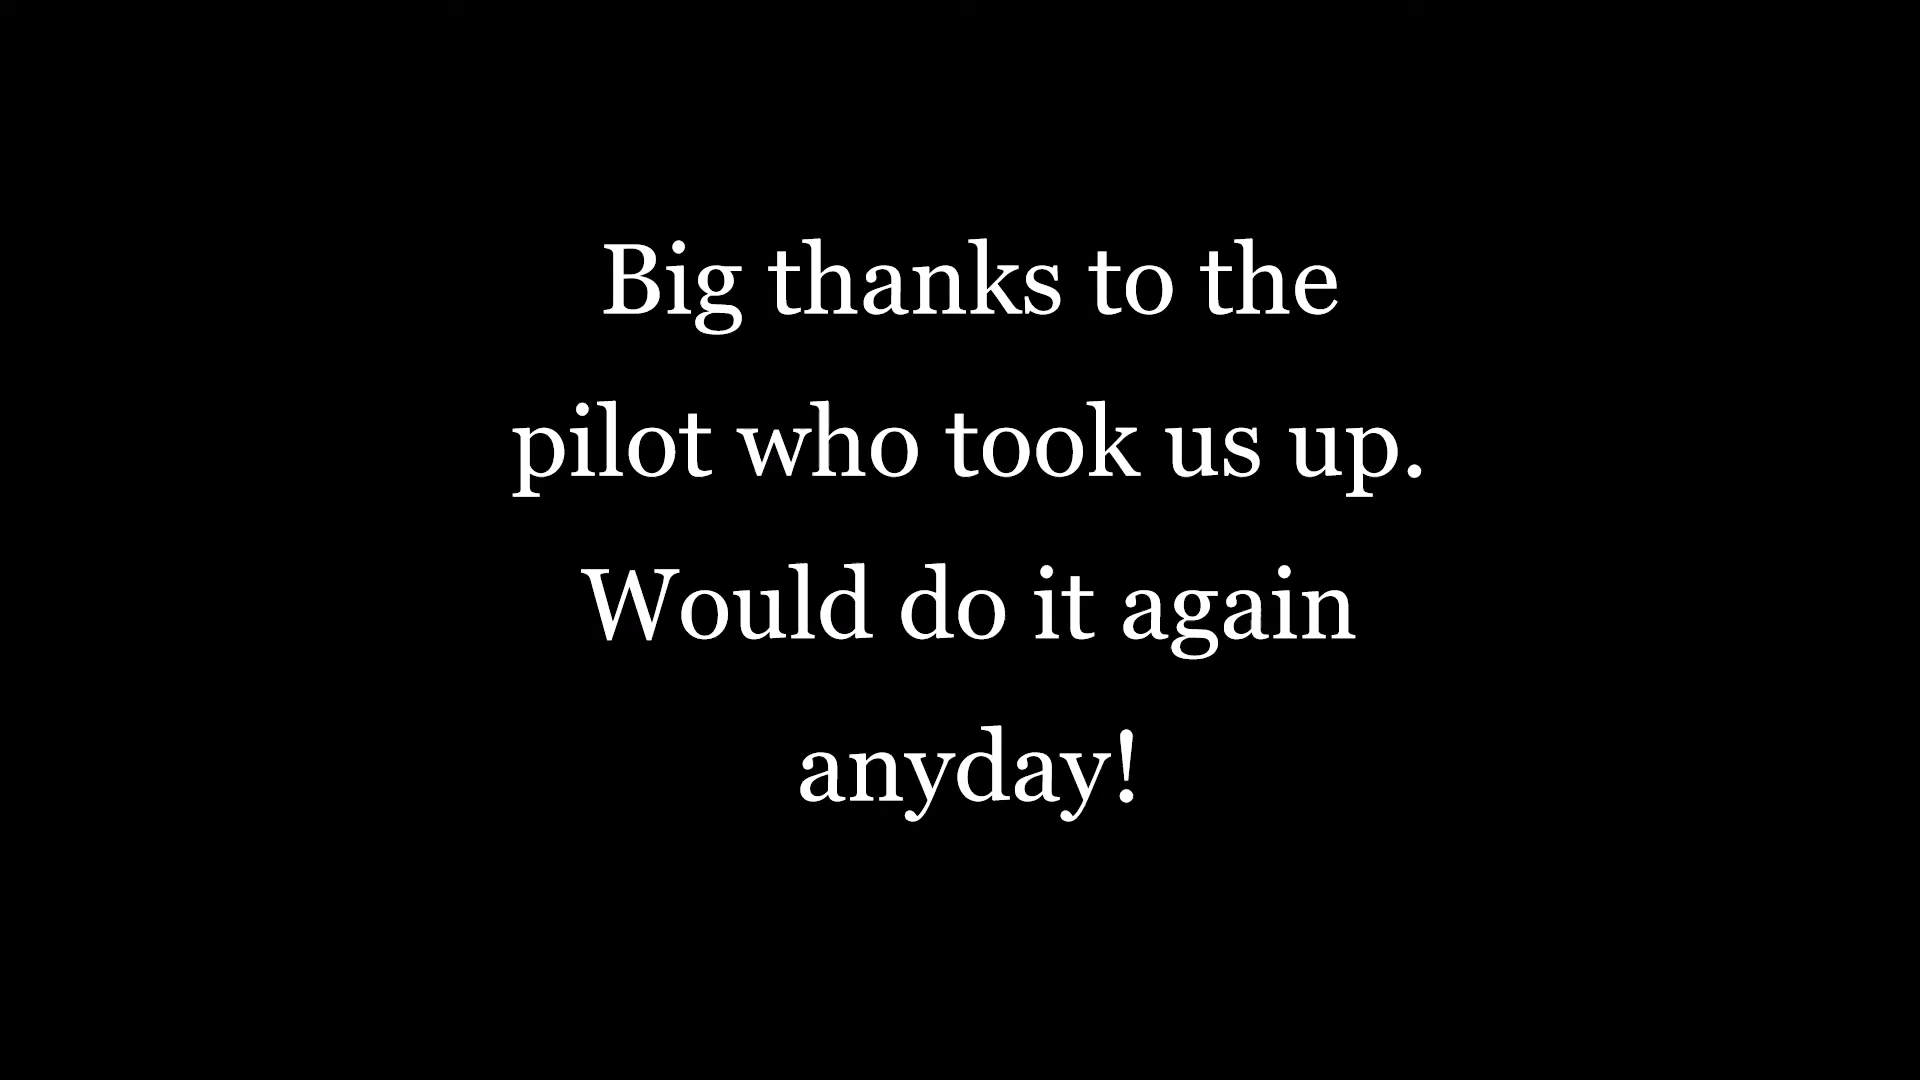 Big thanks to the
pilot who took us up.
Would do it again
anyday!